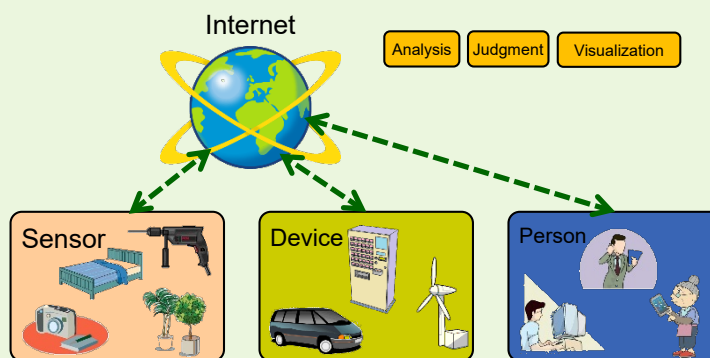 Internet
Analysis
Judgment
Visualization
Sensor
Device
Person